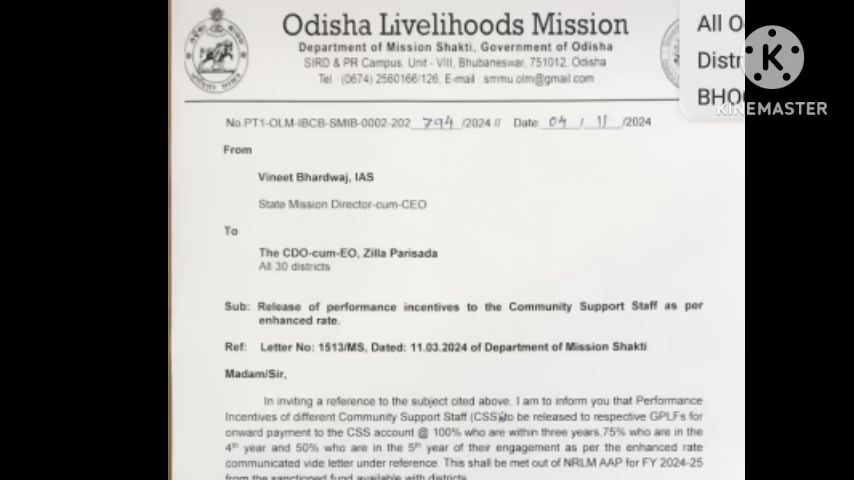 Odisha Livelihoods Mission
Department of Mission Shakti, Government of Odisha
SIRD & PR Campus, Unit - VIII, Bhubaneswar, 751012, Odisha
Tel : (0674) 2560166/126, E-mail : smmu.olm@gmail.com
All O
Distr
BHO
KINEMASTER
No.PT1-OLM-IBCB-SMIB-0002-202 794 /2024 // Date: 04 / 11 /2024
From
Vineet Bhardwaj, IAS
State Mission Director-cum-CEO
To
The CDO-cum-EO, Zilla Parisada
All 30 districts
Sub: Release of performance incentives to the Community Support Staff as per
enhanced rate.
Ref: Letter No: 1513/MS, Dated: 11.03.2024 of Department of Mission Shakti
Madam/Sir,
In inviting a reference to the subject cited above, I am to inform you that Performance
Incentives of different Community Support Staff (CSS) to be released to respective GPLFs for
onward payment to the CSS account @ 100% who are within three years,75% who are in the
4th year and 50% who are in the 5th year of their engagement as per the enhanced rate
communicated vide letter under reference. This shall be met out of NRLM AAP for FY 2024-25
from the sanctioned fund available with districts.